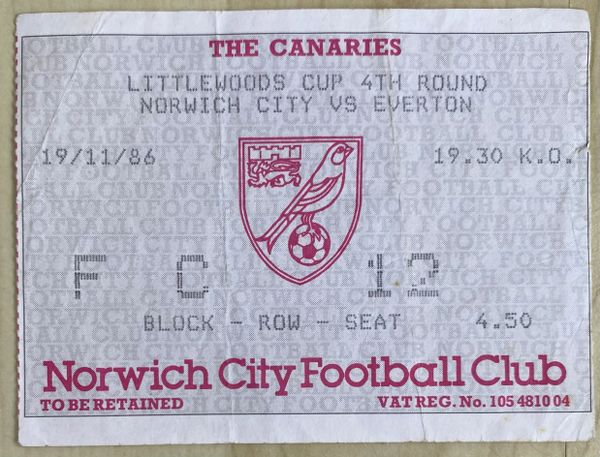 THE CANARIES
LITTLEWOODS CUP 4TH ROUND
NORWICH CITY VS EVERTON
19/11/86 19.30 K.O.
F C 12
BLOCK - ROW - SEAT 4.50
Norwich City Football Club
TO BE RETAINED VAT REG. No. 105 4810 04